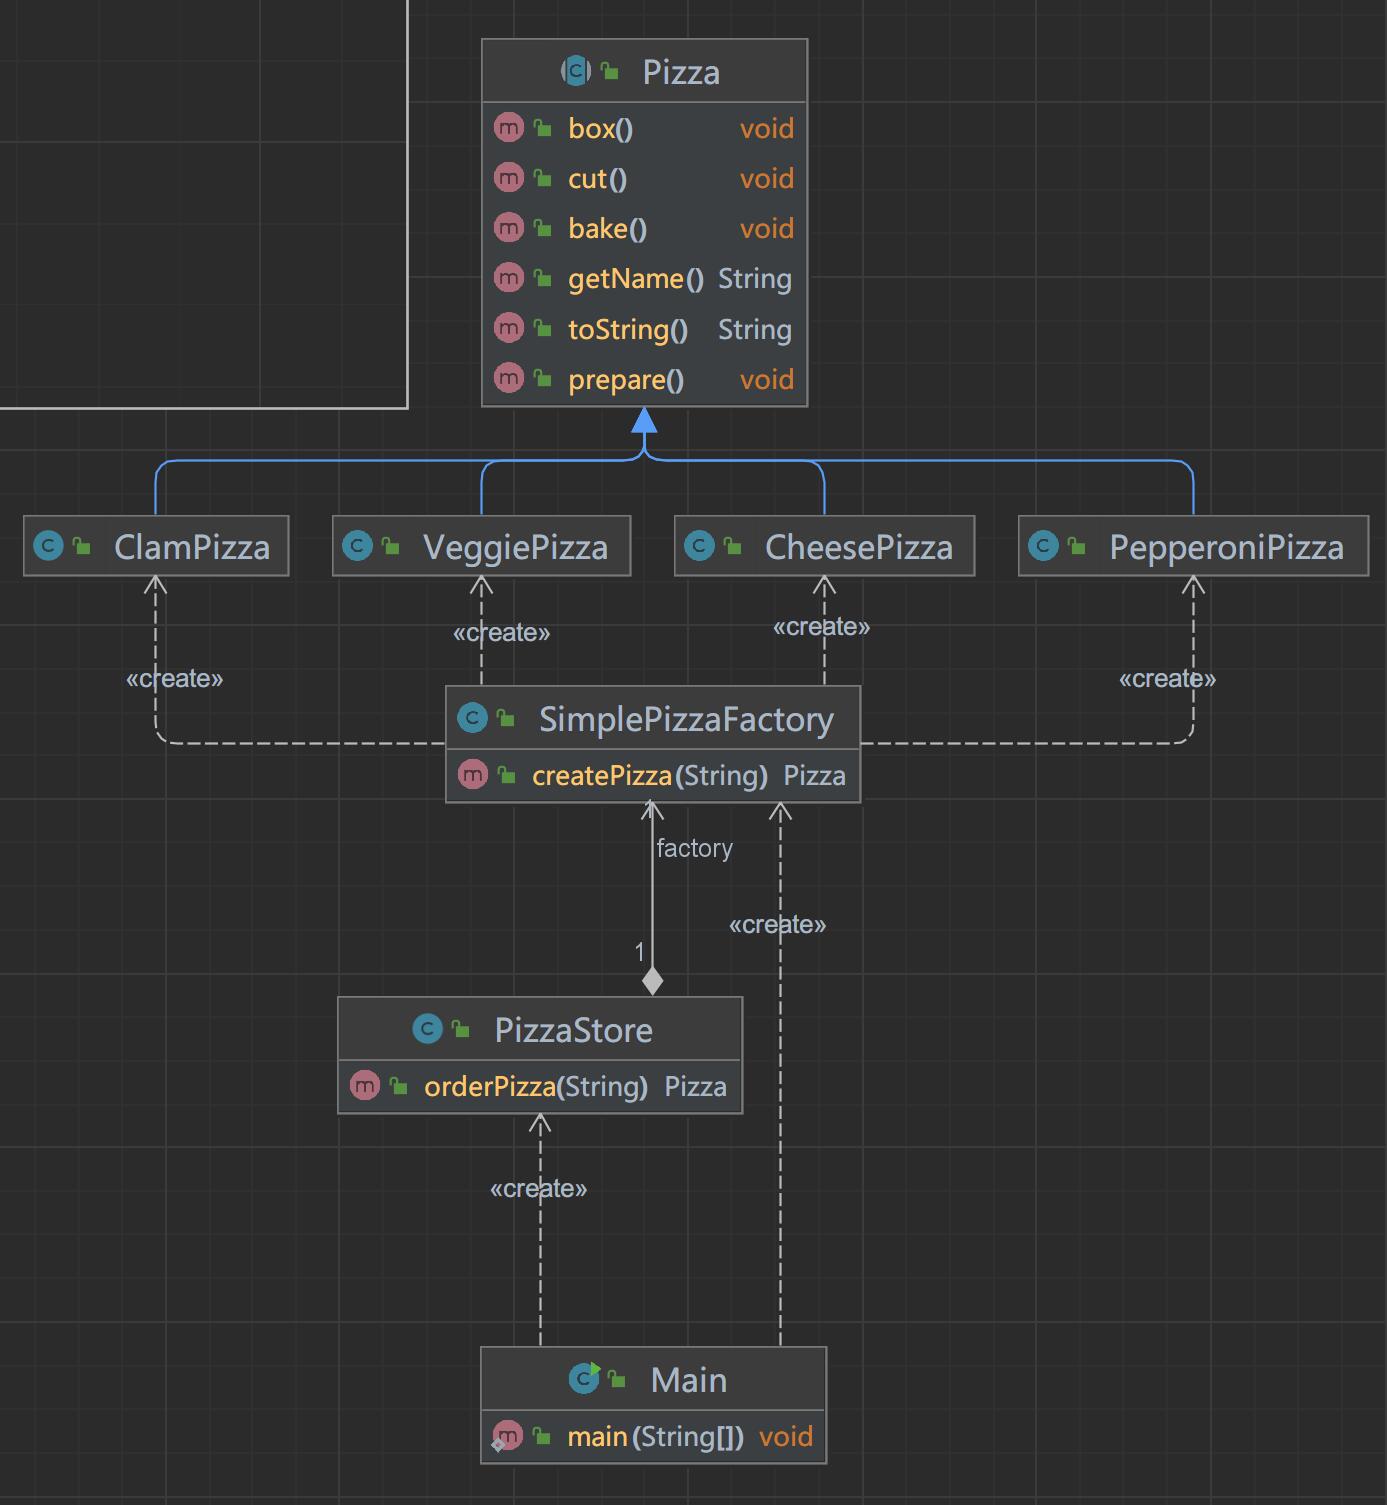 Pizza
box() void
cut() void
bake() void
getName() String
toString() String
prepare() void
ClamPizza
VeggiePizza
CheesePizza
PepperoniPizza
«create»
«create»
«create»
«create»
SimplePizzaFactory
createPizza(String) Pizza
1
factory
«create»
1
PizzaStore
orderPizza(String) Pizza
«create»
Main
main(String[]) void